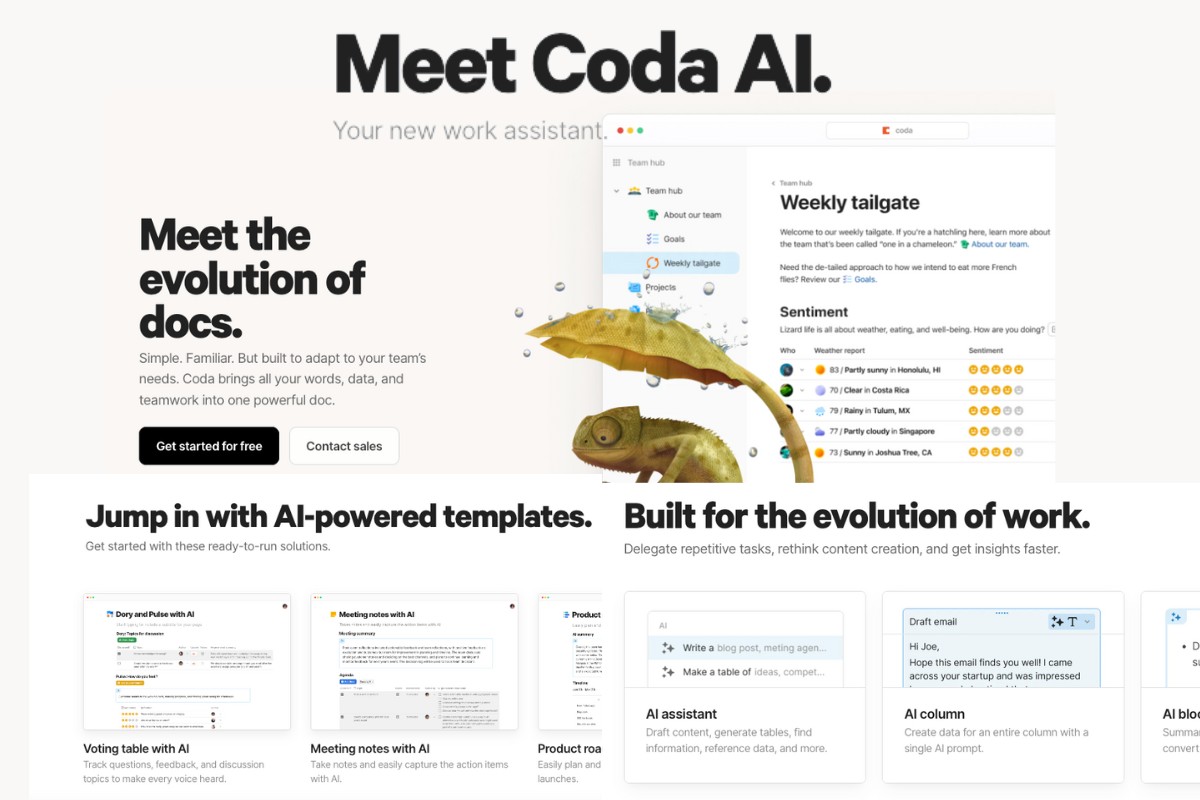 Meet Coda AI.
Your new work assistant.
coda
Team hub
Team hub
About our team
Goals
Weekly tailgate
Projects
Team hub
Weekly tailgate
Welcome to our weekly tailgate. If you're a hatchling here, learn more about
the team that's been called "one in a chameleon." About our team.
Need the de-tailed approach to how we intend to eat more French
flies? Review our Goals.
Sentiment
Lizard life is all about weather, eating, and well-being. How are you doing?
Who Weather report Sentiment
83 / Partly sunny in Honolulu, HI
70 / Clear in Costa Rica
79 / Rainy in Tulum, MX
77 / Partly cloudy in Singapore
73 / Sunny in Joshua Tree, CA
Meet the
evolution of
docs.
Simple. Familiar. But built to adapt to your team's
needs. Coda brings all your words, data, and
teamwork into one powerful doc.
Get started for free Contact sales
Jump in with AI-powered templates.
Get started with these ready-to-run solutions.
Dory and Pulse with AI
Voting table with AI
Track questions, feedback, and discussion
topics to make every voice heard.
Meeting notes with AI
Meeting summary
Agenda
Meeting notes with AI
Take notes and easily capture the action items
with AI.
Product
AI summary
Timeline
Product roa
Easily plan and
launches.
Built for the evolution of work.
Delegate repetitive tasks, rethink content creation, and get insights faster.
AI
Write a blog post, meting agen...
Make a table of ideas, compet...
AI assistant
Draft content, generate tables, find
information, reference data, and more.
Draft email T
Hi Joe,
Hope this email finds you well! I came
across your startup and was impressed
AI column
Create data for an entire column with a
single AI prompt.
D
su
AI bloc
Summar
convert